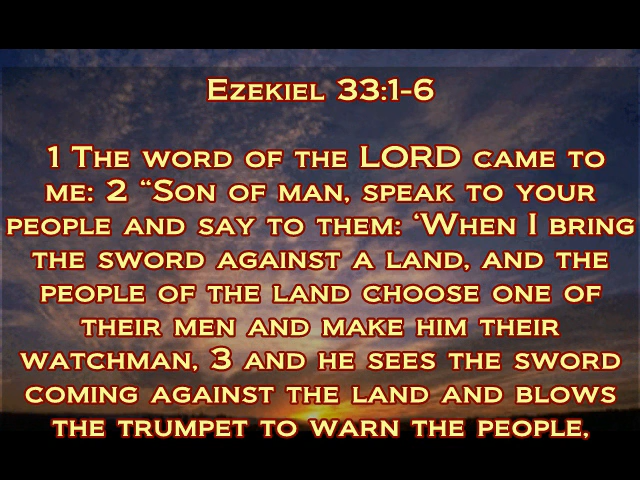 Ezekiel 33:1-6
1 The word of the LORD came to
me: 2 “Son of man, speak to your
people and say to them: ‘When I bring
the sword against a land, and the
people of the land choose one of
their men and make him their
watchman, 3 and he sees the sword
coming against the land and blows
the trumpet to warn the people,